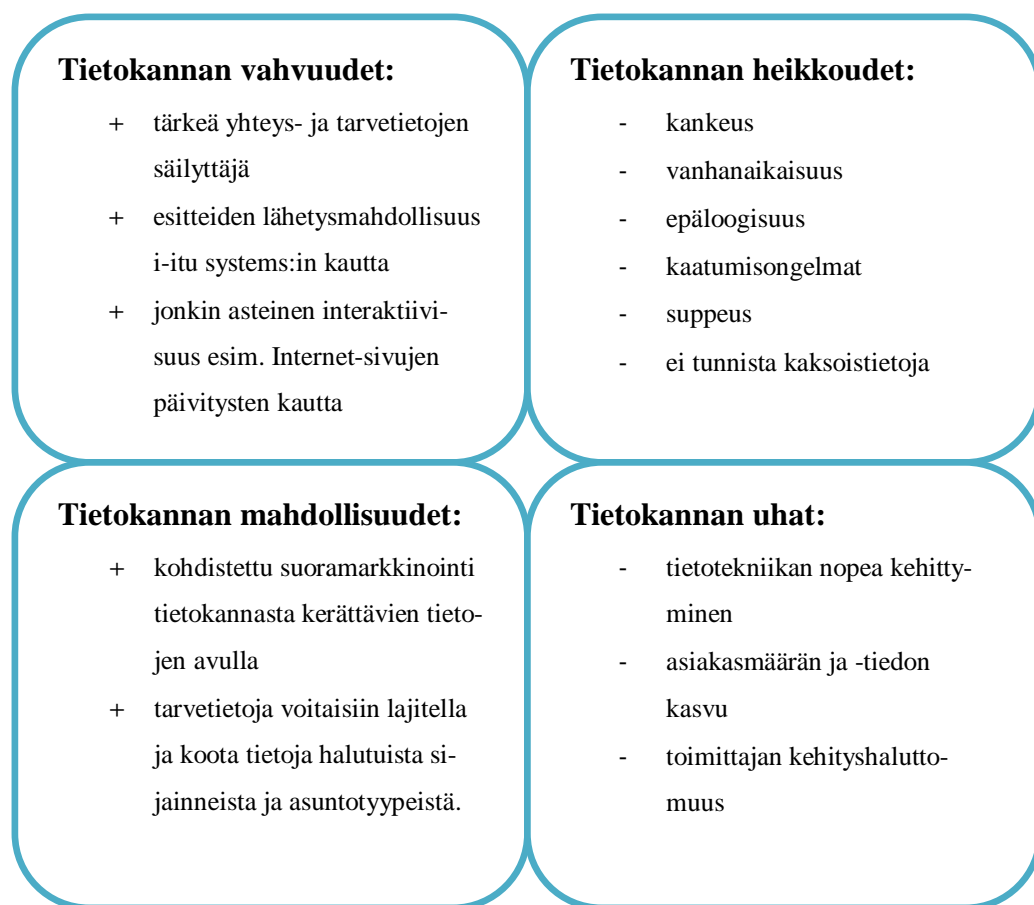 Tietokannan vahvuudet:
+ tärkeä yhteys- ja tarvetietojen
säilyttäjä
+ esitteiden lähetysmahdollisuus
i-itu systems:in kautta
+ jonkin asteinen interaktiivi-
suus esim. Internet-sivujen
päivitysten kautta
Tietokannan heikkoudet:
- kankeus
- vanhanaikaisuus
- epäloogisuus
- kaatumisongelmat
- suppeus
- ei tunnista kaksoistietoja
Tietokannan mahdollisuudet:
+ kohdistettu suoramarkkinointi
tietokannasta kerättävien tieto-
jen avulla
+ tarvetietoja voitaisiin lajitella
ja koota tietoja halutuista si-
jainneista ja asuntotyypeistä.
Tietokannan uhat:
- tietotekniikan nopea kehitty-
minen
- asiakasmäärän ja -tiedon
kasvu
- toimittajan kehityshalutto-
muus